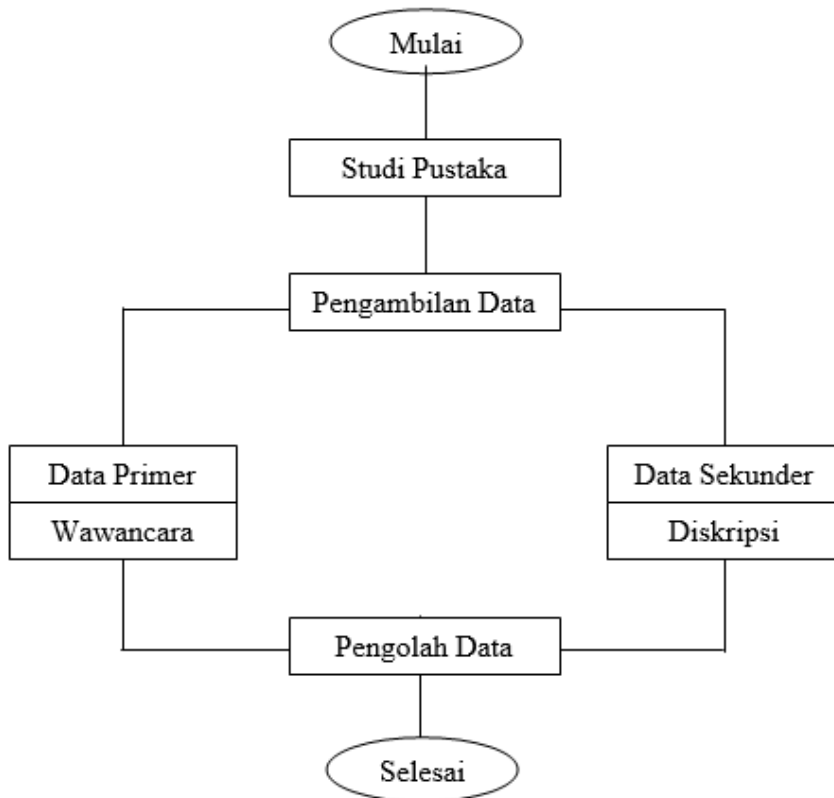 Mulai
Studi Pustaka
Pengambilan Data
Data Primer
Wawancara
Data Sekunder
Diskripsi
Pengolah Data
Selesai